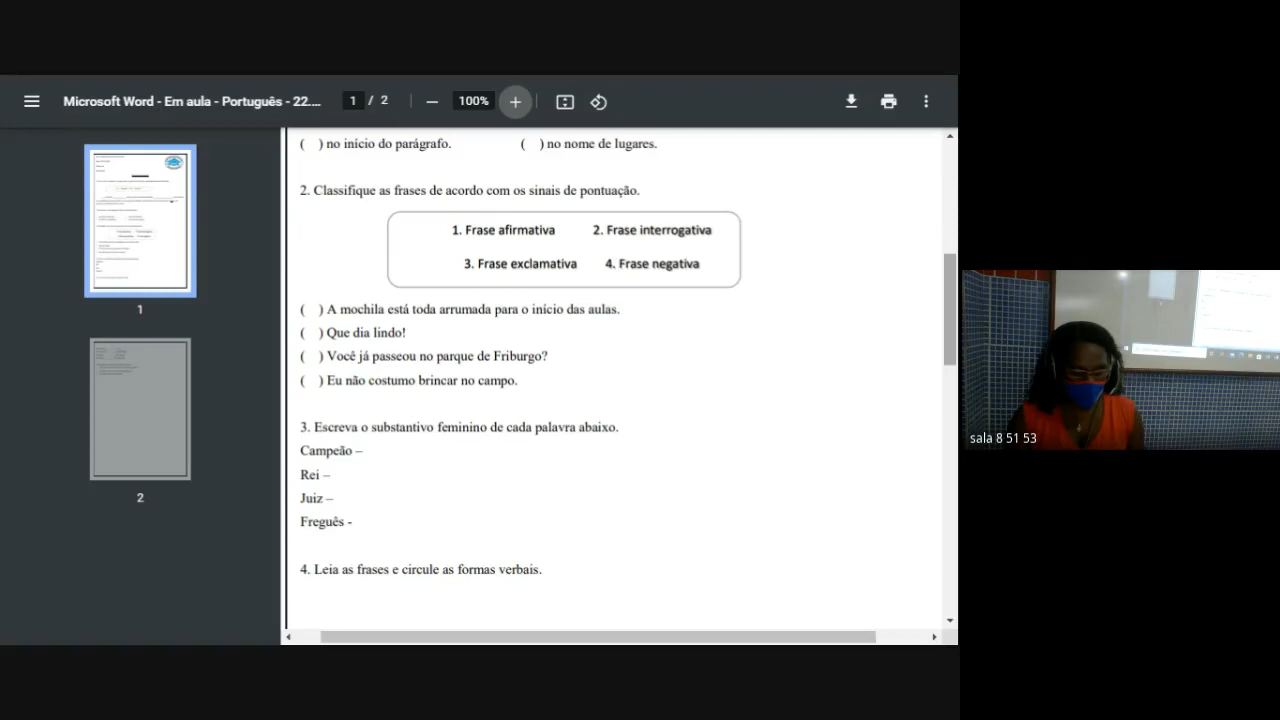 Microsoft Word - Em aula - Português - 22....
1 / 2
100%
( ) no início do parágrafo. ( ) no nome de lugares.
2. Classifique as frases de acordo com os sinais de pontuação.
1. Frase afirmativa 2. Frase interrogativa
3. Frase exclamativa 4. Frase negativa
( ) A mochila está toda arrumada para o início das aulas.
( ) Que dia lindo!
( ) Você já passeou no parque de Friburgo?
( ) Eu não costumo brincar no campo.
3. Escreva o substantivo feminino de cada palavra abaixo.
Campeão –
Rei –
Juiz –
Freguês -
4. Leia as frases e circule as formas verbais.
1
2
sala 8 51 53